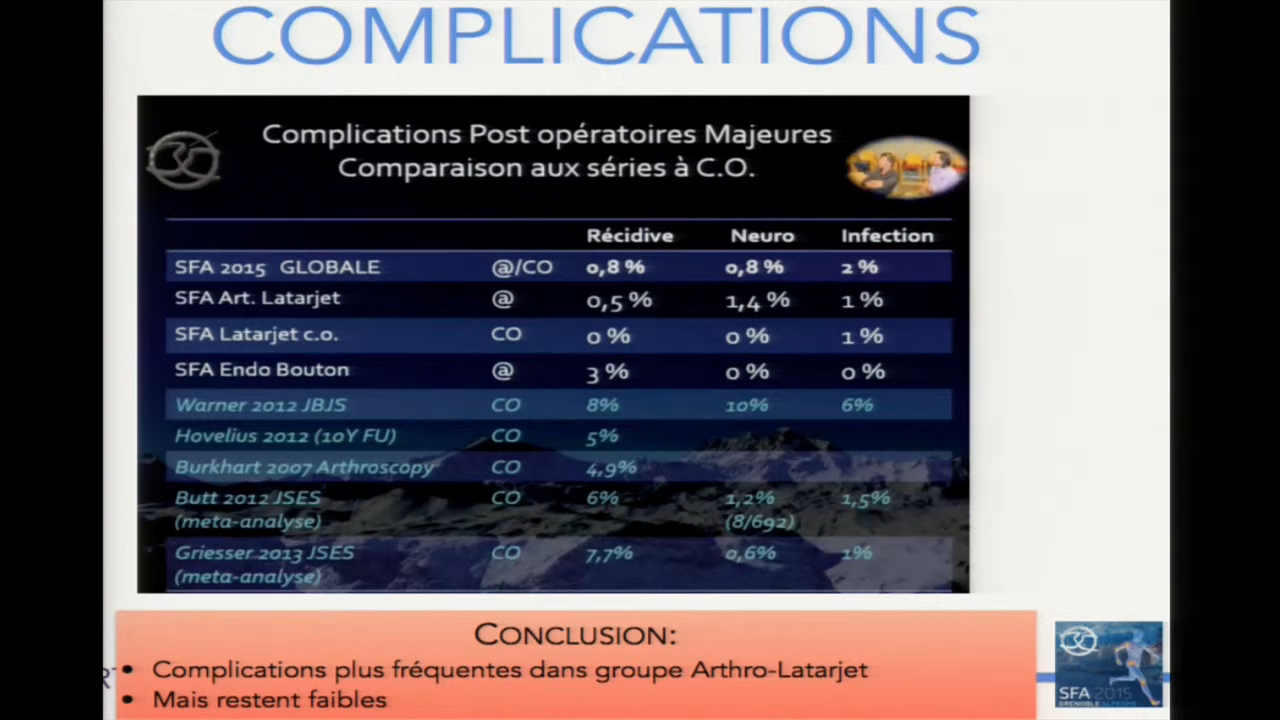 COMPLICATIONS
Complications Post opératoires Majeures
Comparaison aux séries à C.O.
Récidive Neuro Infection
SFA 2015 GLOBALE @/CO 0,8 % 0,8 % 2 %
SFA Art. Latarjet @ 0,5 % 1,4 % 1 %
SFA Latarjet c.o. CO 0 % 0 % 1 %
SFA Endo Bouton @ 3 % 0 % 0 %
Warner 2012 JBJS CO 8% 10% 6%
Hovelius 2012 (10Y FU) CO 5%
Burkhart 2007 Arthroscopy CO 4,9%
Butt 2012 JSES CO 6% 1,2% 1,5%
(meta-analyse) (8/692)
Griesser 2013 JSES CO 7,7% 0,6% 1%
(meta-analyse)
CONCLUSION:
• Complications plus fréquentes dans groupe Arthro-Latarjet
• Mais restent faibles
SFA 2015
GRENOBLE ALPEXPO